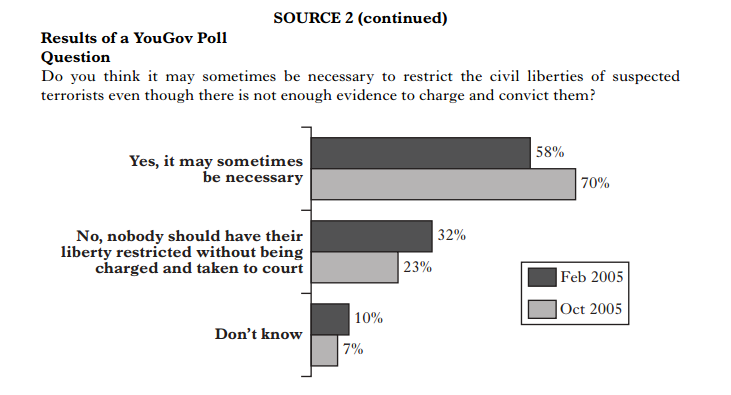 SOURCE 2 (continued)
Results of a YouGov Poll
Question
Do you think it may sometimes be necessary to restrict the civil liberties of suspected
terrorists even though there is not enough evidence to charge and convict them?
Yes, it may sometimes
be necessary
58%
70%
No, nobody should have their
liberty restricted without being
charged and taken to court
32%
23%
Don't know
10%
7%
Feb 2005
Oct 2005